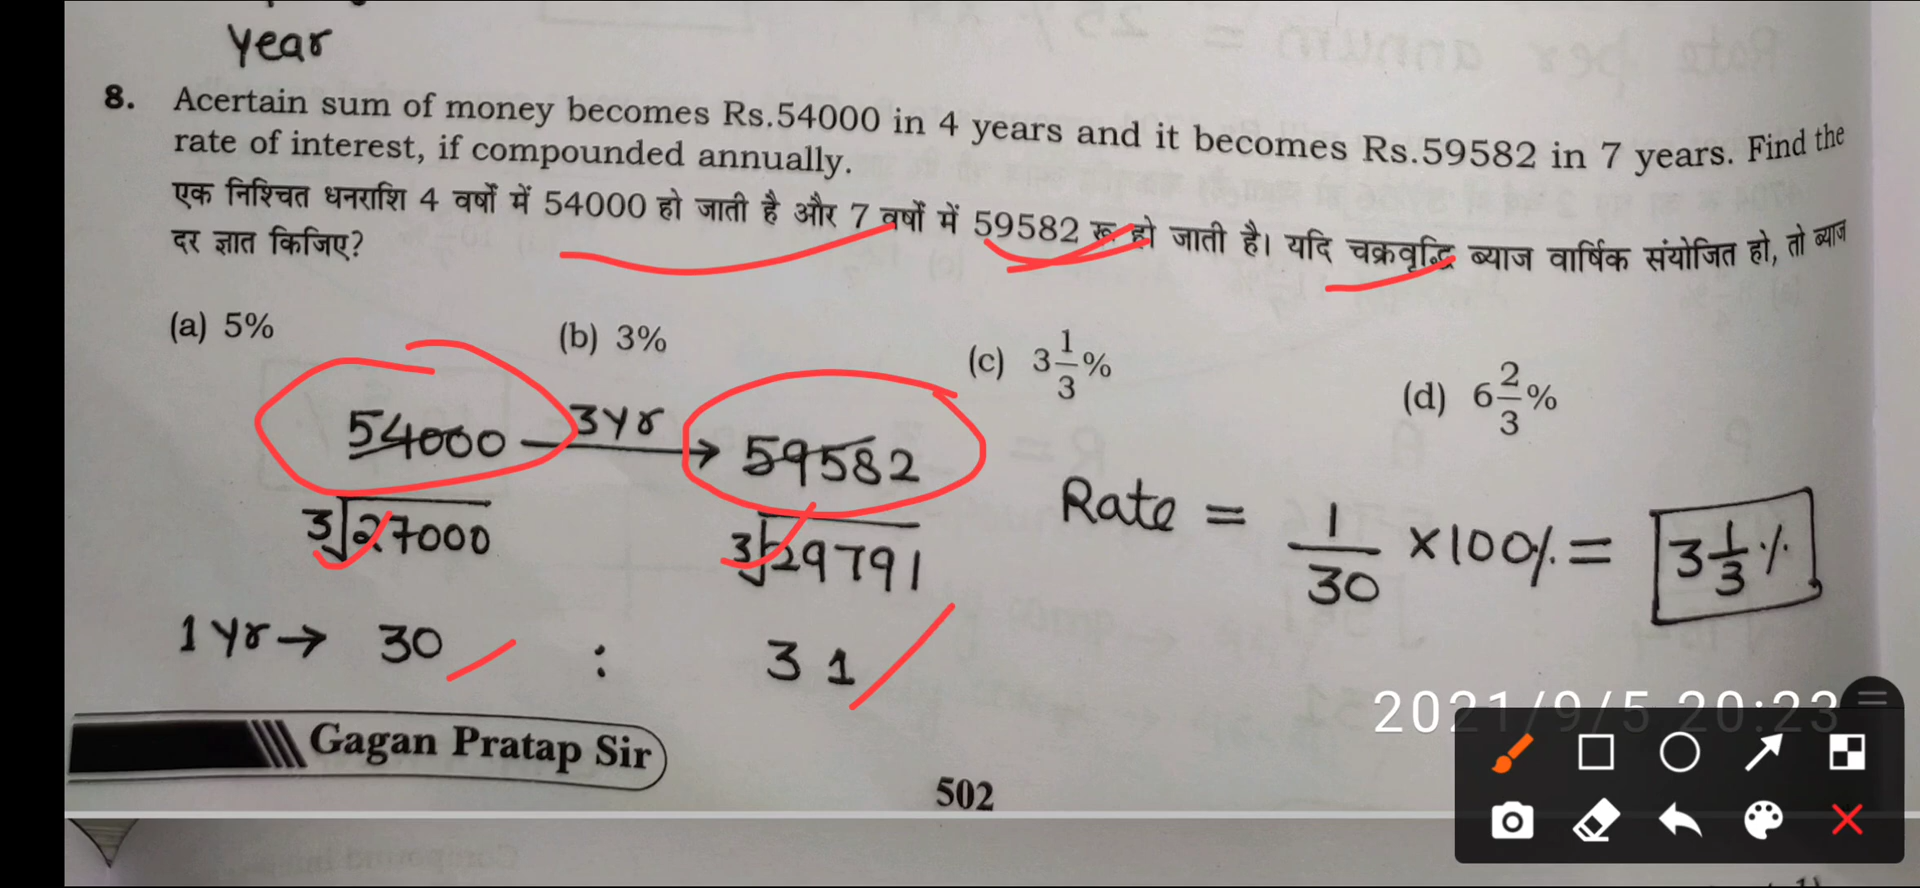 year
8. Acertain sum of money becomes Rs.54000 in 4 years and it becomes Rs.59582 in 7 years. Find the
rate of interest, if compounded annually.
एक निश्चित धनराशि 4 वर्षों में 54000 हो जाती है और 7 वर्षों में 59582 रू हो जाती है। यदि चक्रवृद्धि ब्याज वार्षिक संयोजित हो, तो ब्याज
दर ज्ञात किजिए?
(a) 5% (b) 3% (c) 3 1/3 % (d) 6 2/3 %
54000 3yr → 59582
∛27000 ∛29791
Rate = 1/30 ×100% = 3 1/3 %
1 yr → 30 : 31
2021/9/5 20:23
Gagan Pratap Sir
502